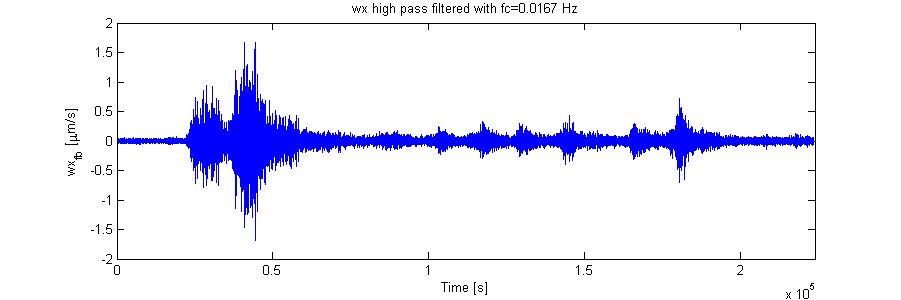 wx high pass filtered with fc=0.0167 Hz
2
1.5
1
0.5
0
-0.5
-1
-1.5
-2
wx_fb [μm/s]
0 0.5 1 1.5 2
x 10^5
Time [s]